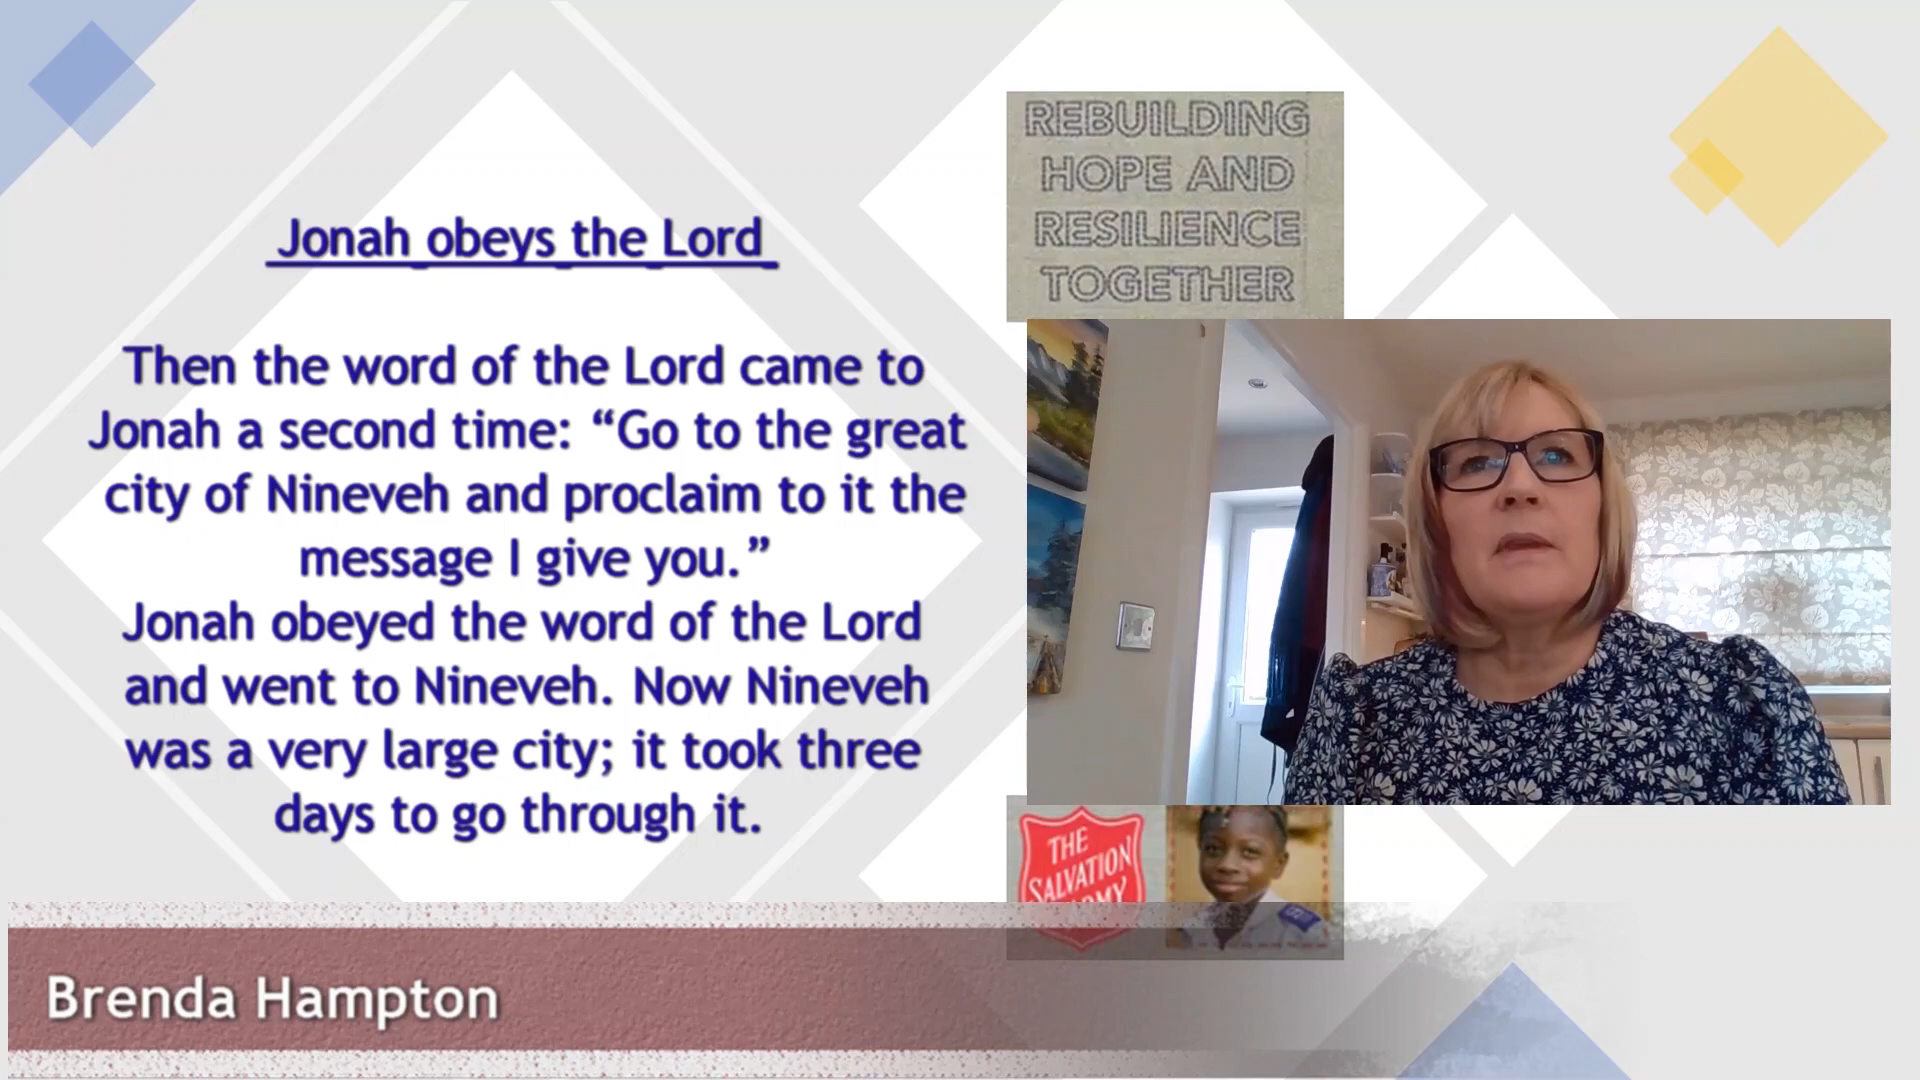 Jonah obeys the Lord
Then the word of the Lord came to
Jonah a second time: “Go to the great
city of Nineveh and proclaim to it the
message I give you.”
Jonah obeyed the word of the Lord
and went to Nineveh. Now Nineveh
was a very large city; it took three
days to go through it.
REBUILDING
HOPE AND
RESILIENCE
TOGETHER
THE
SALVATION
Brenda Hampton